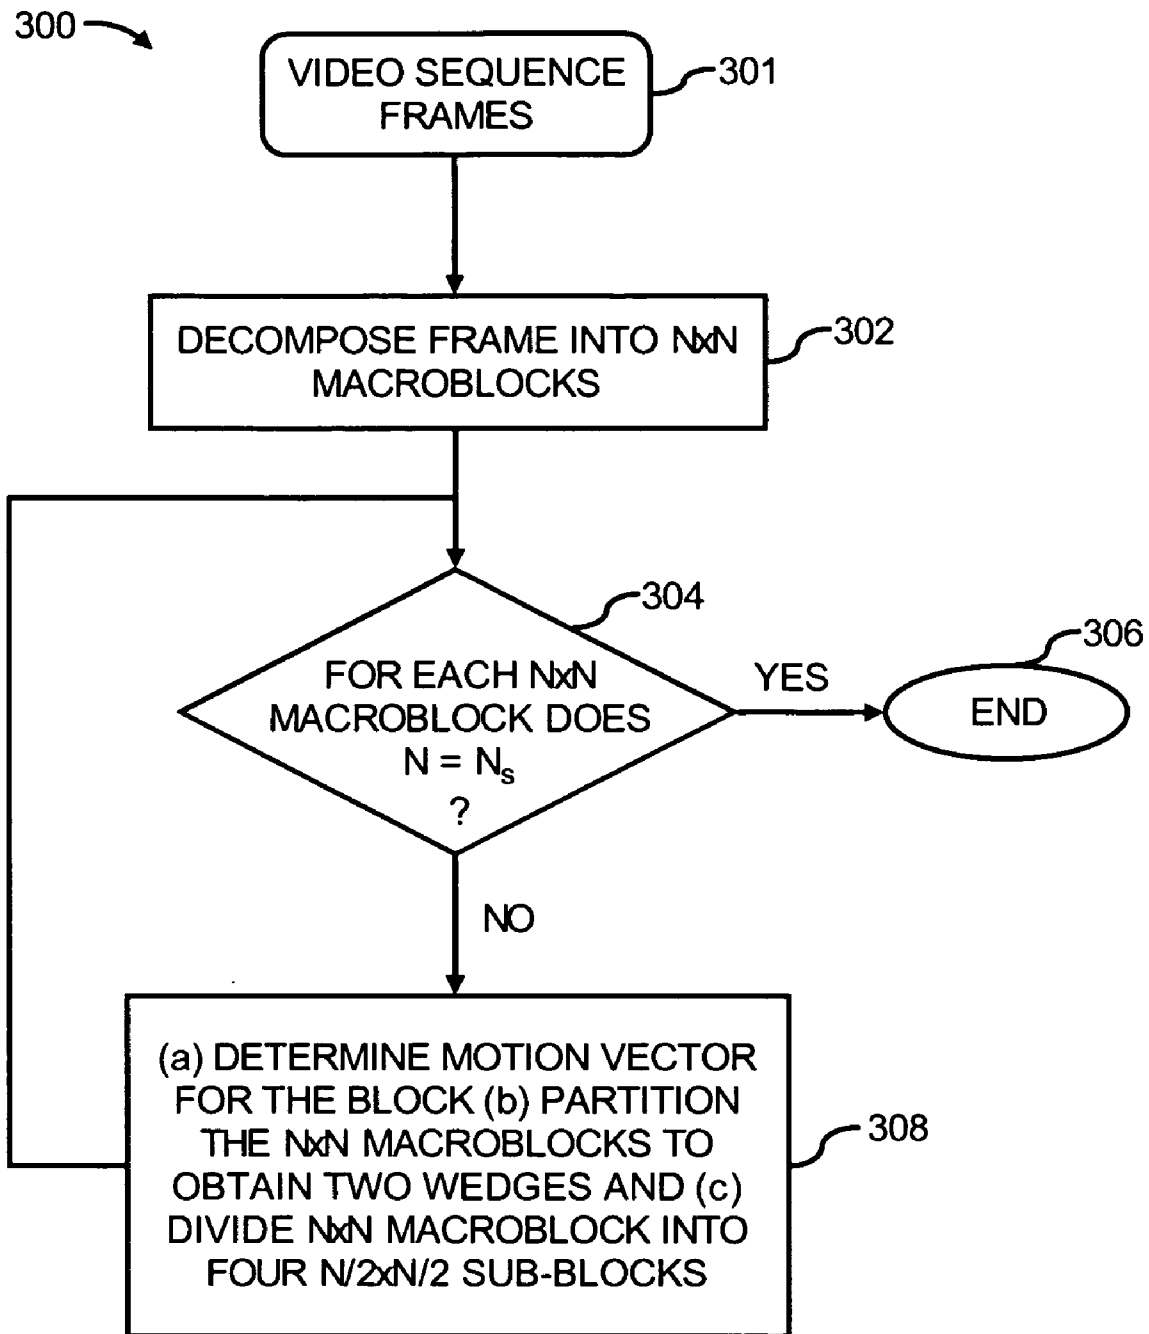 300
VIDEO SEQUENCE
FRAMES
301
DECOMPOSE FRAME INTO NxN
MACROBLOCKS
302
304
FOR EACH NxN
MACROBLOCK DOES
N = Nₛ
?
YES
306
END
NO
(a) DETERMINE MOTION VECTOR
FOR THE BLOCK (b) PARTITION
THE NxN MACROBLOCKS TO
OBTAIN TWO WEDGES AND (c)
DIVIDE NxN MACROBLOCK INTO
FOUR N/2xN/2 SUB-BLOCKS
308